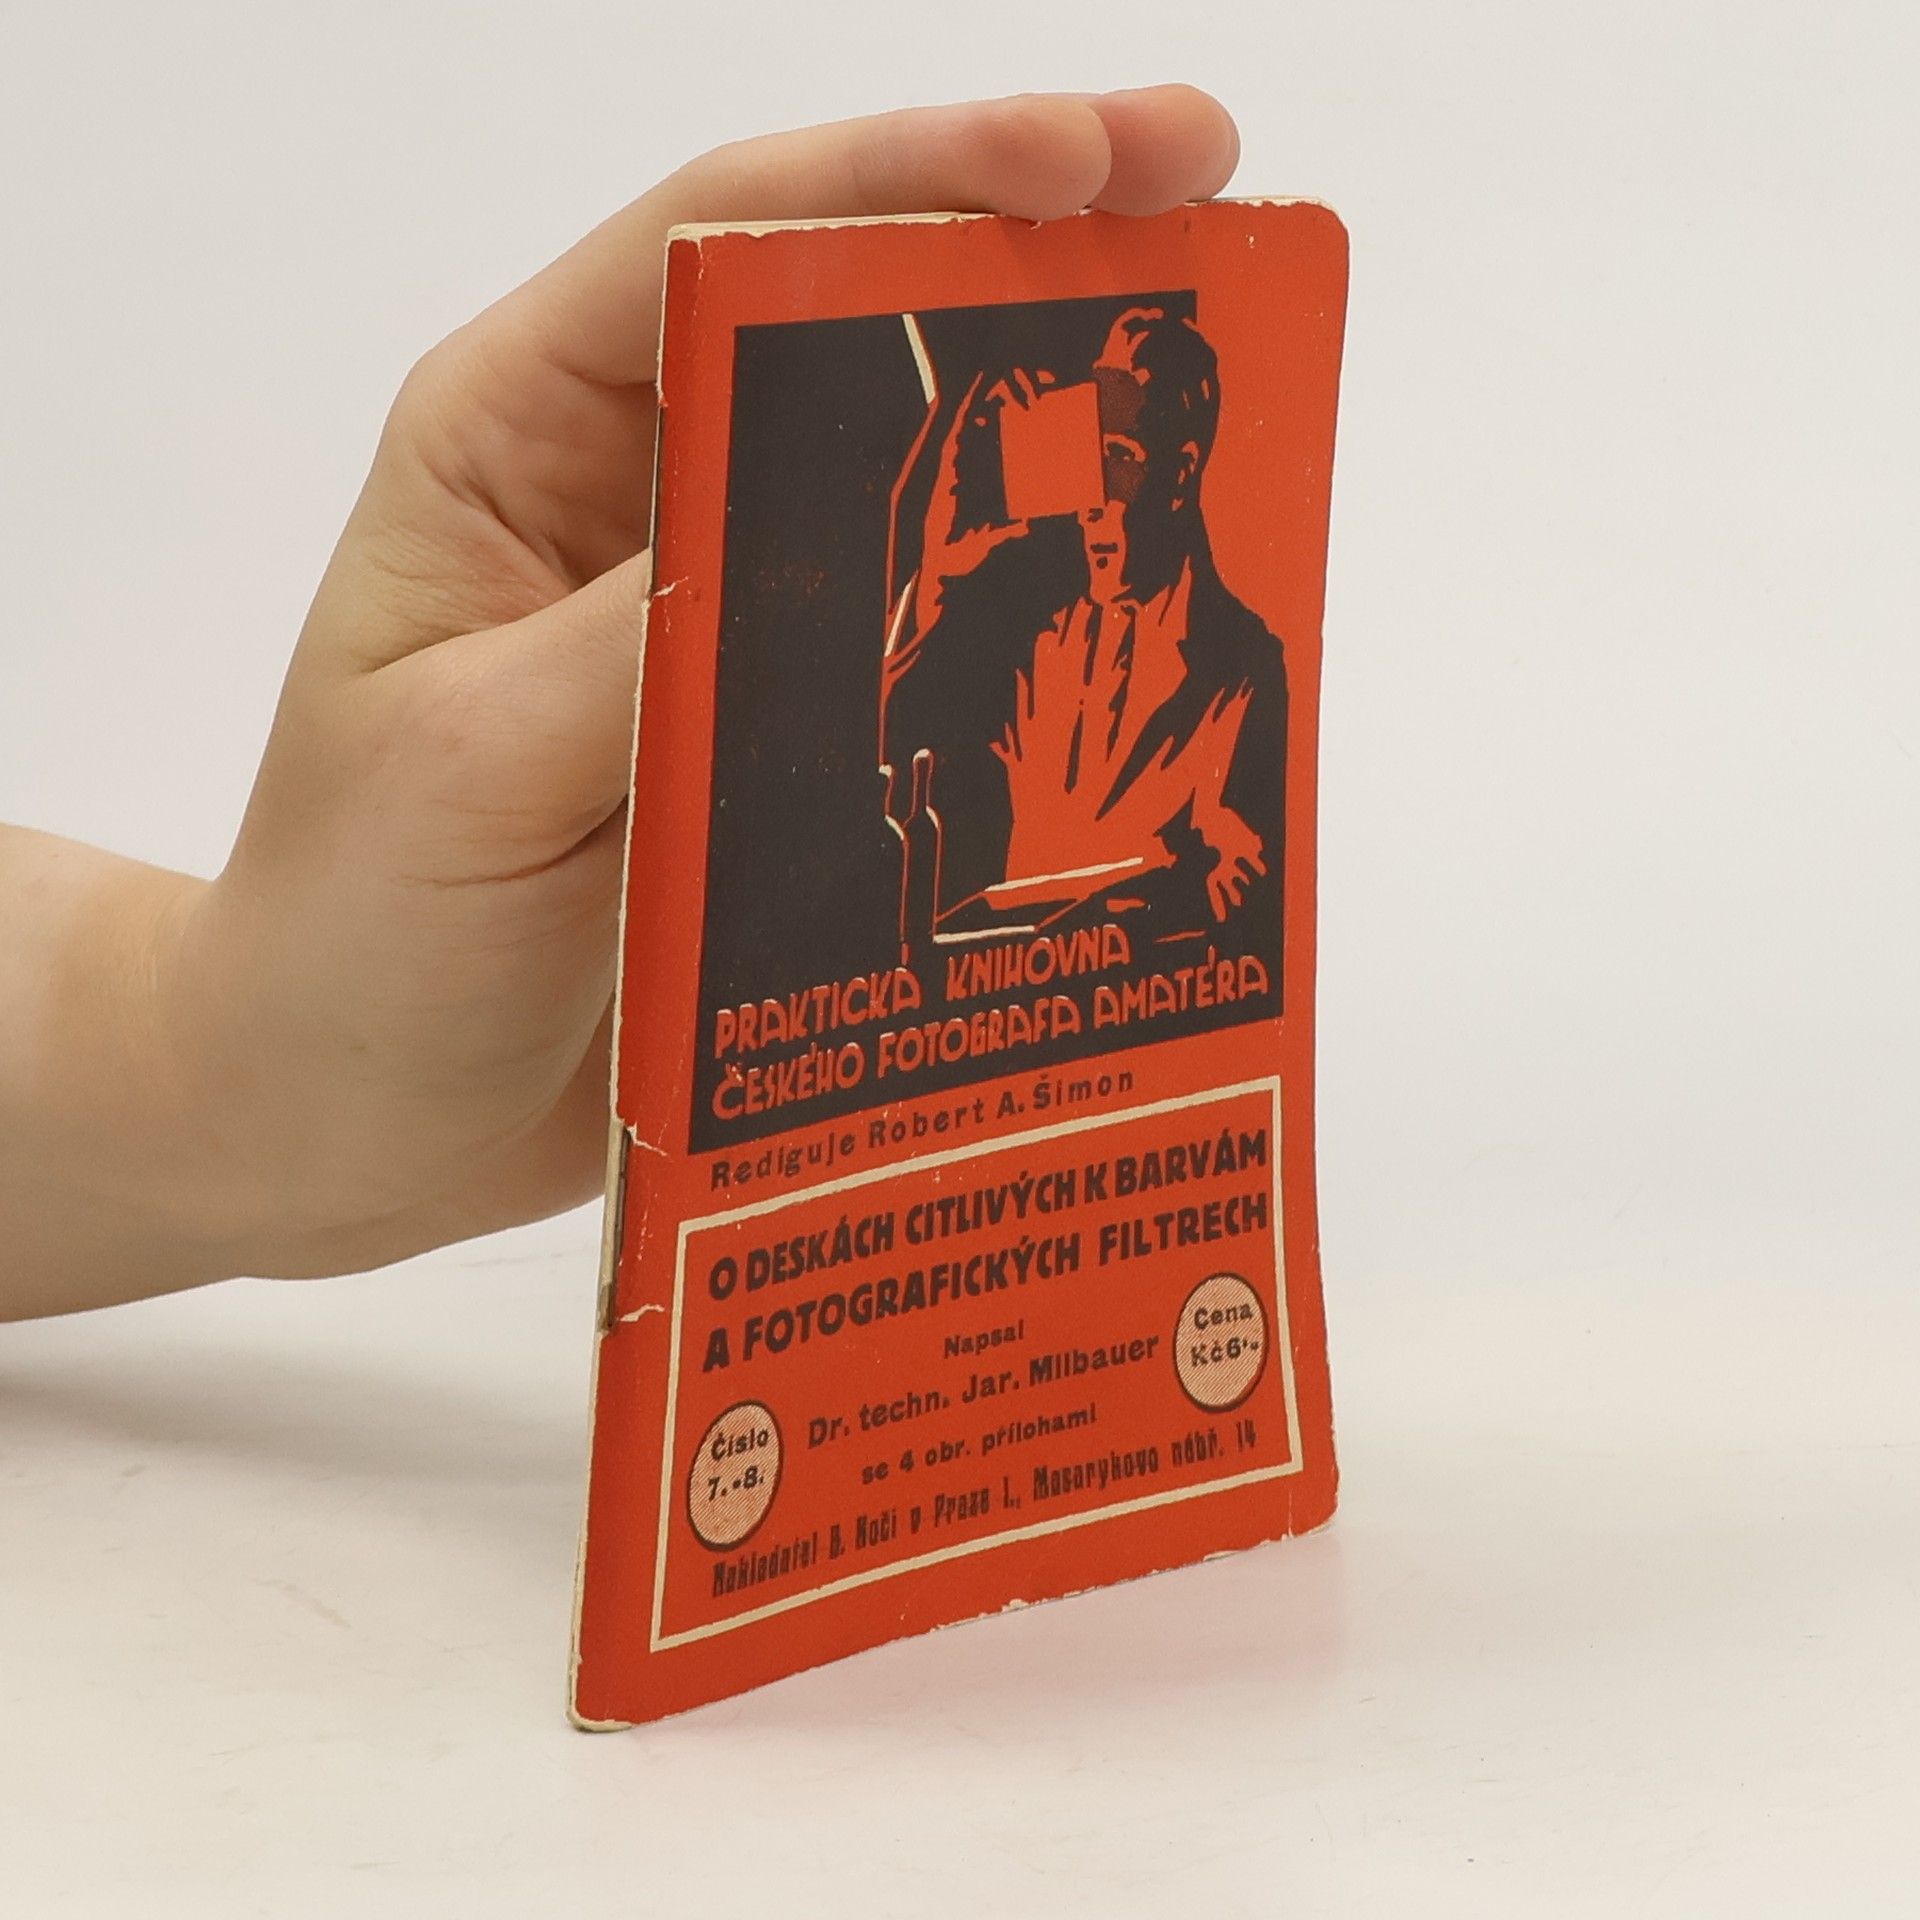 PRAKTICKÁ KNIHOVNA
ČESKÉHO FOTOGRAFA AMATÉRA
Rediguje Robert A. Šimon
O DESKÁCH CITLIVÝCH K BARVÁM
A FOTOGRAFICKÝCH FILTRECH
Napsal
Dr. techn. Jar. Milbauer
se 4 obr. přílohami
Cena
Kč 6'-
Číslo
7.-8.
Nakladatel B. Kočí v Praze I., Masarykovo nábř. 14